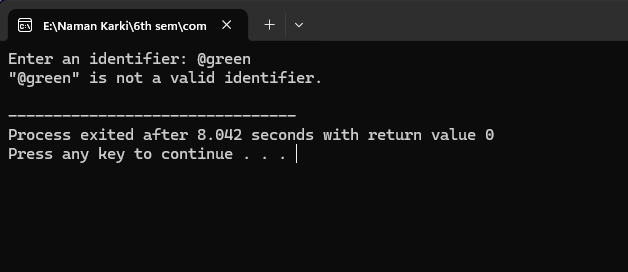 E:\Naman Karki\6th sem\com
Enter an identifier: @green
"@green" is not a valid identifier.
--------------------------------
Process exited after 8.042 seconds with return value 0
Press any key to continue . . .